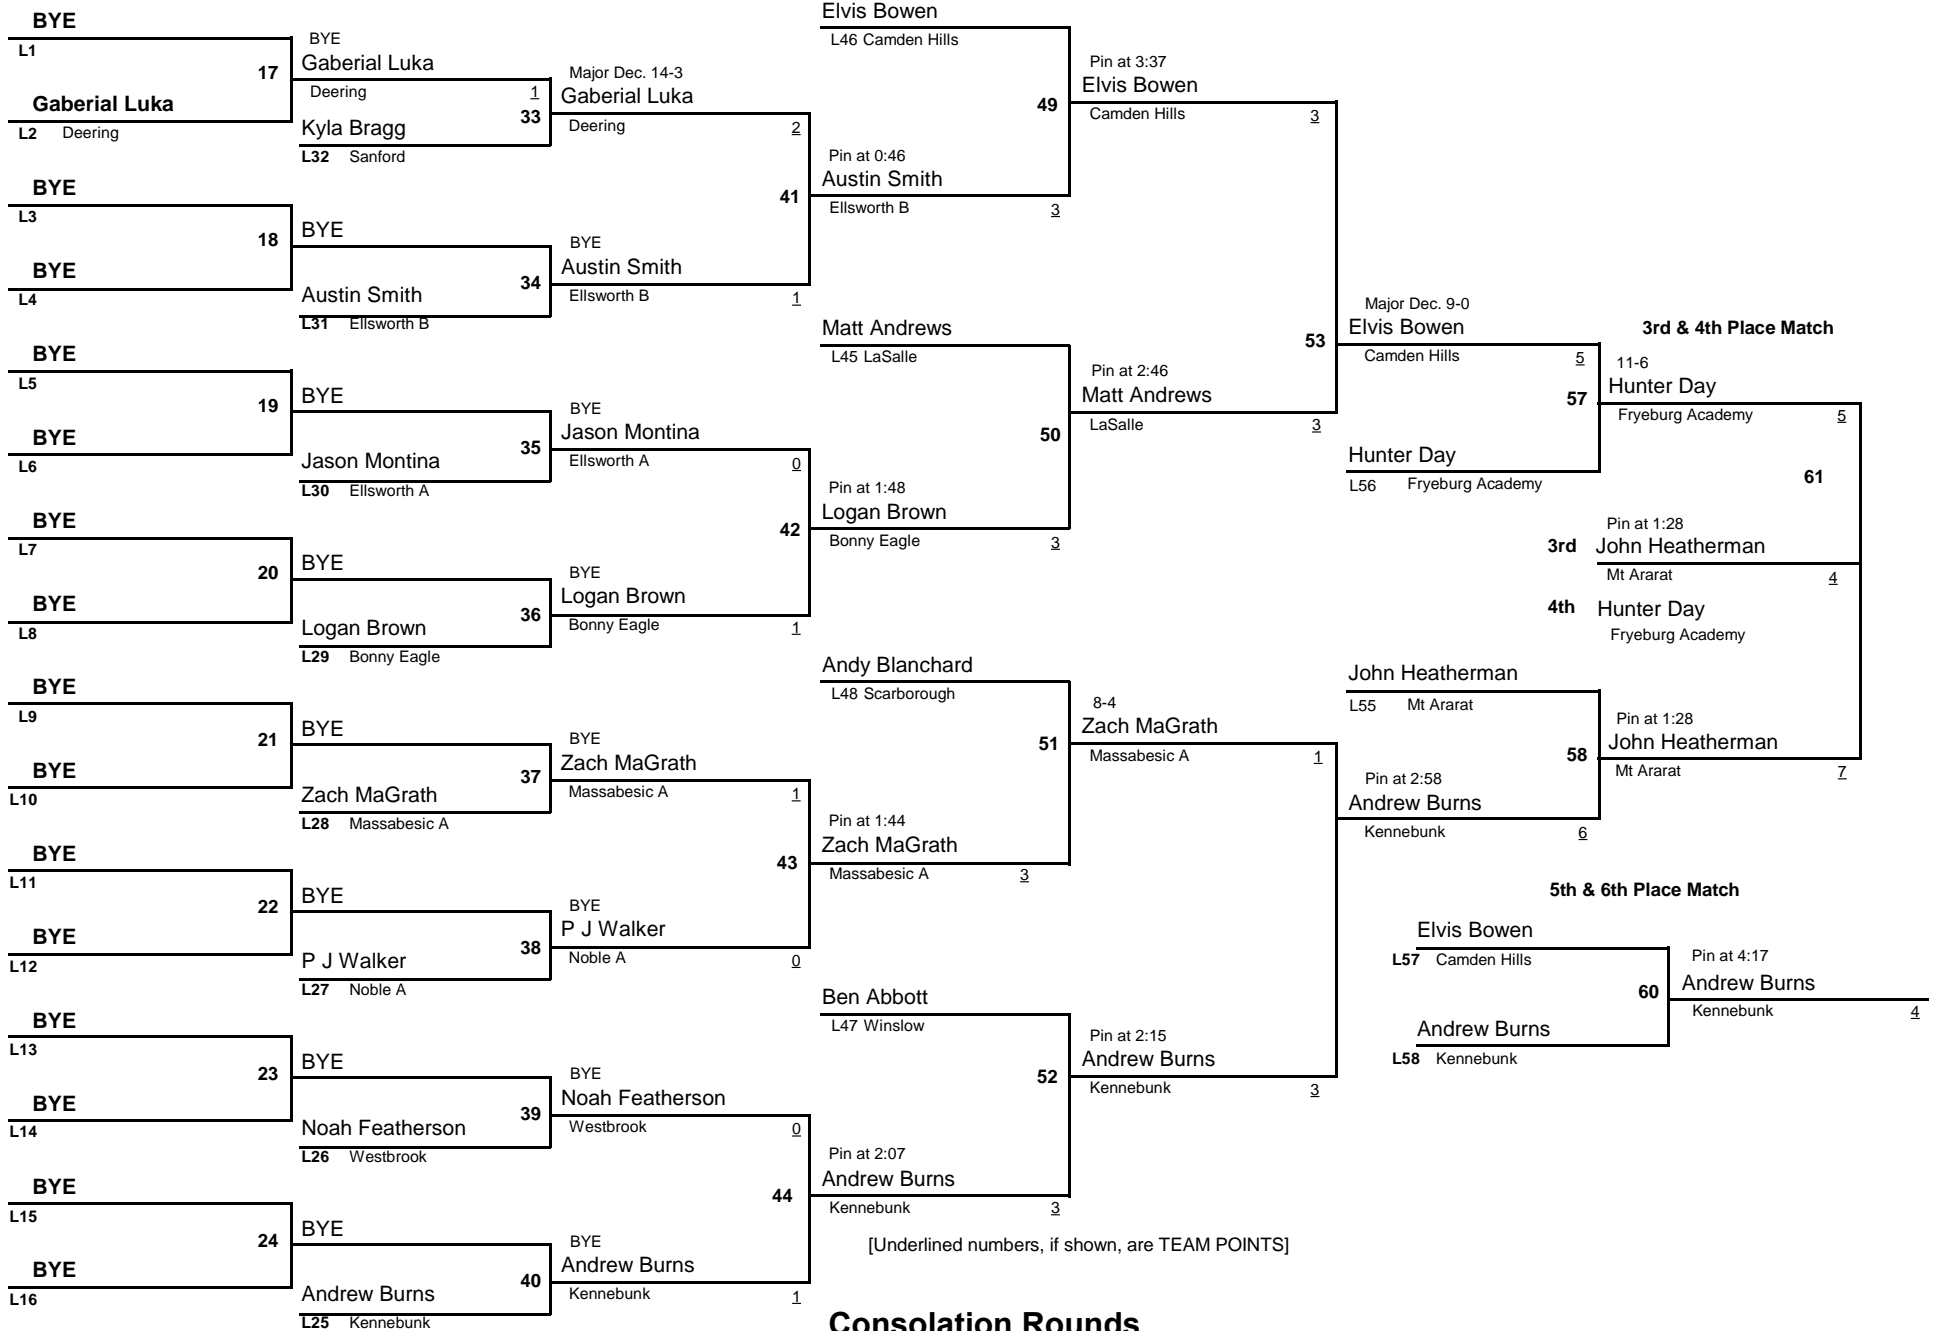 BYE
L1
17
Gaberial Luka
L2 Deering
BYE
L3
18
BYE
L4
BYE
L5
19
BYE
L6
BYE
L7
20
BYE
L8
BYE
L9
21
BYE
L10
BYE
L11
22
BYE
L12
BYE
L13
23
BYE
L14
BYE
L15
24
BYE
L16
BYE
Gaberial Luka
Deering 1
33
Kyla Bragg
L32 Sanford
BYE
34
Austin Smith
L31 Ellsworth B
BYE
35
Jason Montina
L30 Ellsworth A
BYE
36
Logan Brown
L29 Bonny Eagle
BYE
37
Zach MaGrath
L28 Massabesic A
BYE
38
P J Walker
L27 Noble A
BYE
39
Noah Featherson
L26 Westbrook
BYE
40
Andrew Burns
L25 Kennebunk
Major Dec. 14-3
Gaberial Luka
Deering 2
41
BYE
Austin Smith
Ellsworth B 1
BYE
Jason Montina
Ellsworth A 0
42
BYE
Logan Brown
Bonny Eagle 1
BYE
Zach MaGrath
Massabesic A 1
43
BYE
P J Walker
Noble A 0
BYE
Noah Featherson
Westbrook 0
44
BYE
Andrew Burns
Kennebunk 1
Elvis Bowen
L46 Camden Hills
49
Pin at 0:46
Austin Smith
Ellsworth B 3
Matt Andrews
L45 LaSalle
50
Pin at 1:48
Logan Brown
Bonny Eagle 3
Andy Blanchard
L48 Scarborough
51
Pin at 1:44
Zach MaGrath
Massabesic A 3
Ben Abbott
L47 Winslow
52
Pin at 2:07
Andrew Burns
Kennebunk 3
[Underlined numbers, if shown, are TEAM POINTS]
Pin at 3:37
Elvis Bowen
Camden Hills 3
53
Pin at 2:46
Matt Andrews
LaSalle 3
8-4
Zach MaGrath
Massabesic A 1
Pin at 2:15
Andrew Burns
Kennebunk 3
Major Dec. 9-0
Elvis Bowen
Camden Hills 5
57
Hunter Day
L56 Fryeburg Academy
John Heatherman
L55 Mt Ararat
58
Pin at 2:58
Andrew Burns
Kennebunk 6
3rd & 4th Place Match
11-6
Hunter Day
Fryeburg Academy 5
61
Pin at 1:28
3rd John Heatherman
Mt Ararat 4
4th Hunter Day
Fryeburg Academy
Pin at 1:28
John Heatherman
Mt Ararat 7
5th & 6th Place Match
Elvis Bowen
L57 Camden Hills
60
Andrew Burns
L58 Kennebunk
Pin at 4:17
Andrew Burns
Kennebunk 4
Consolation Rounds